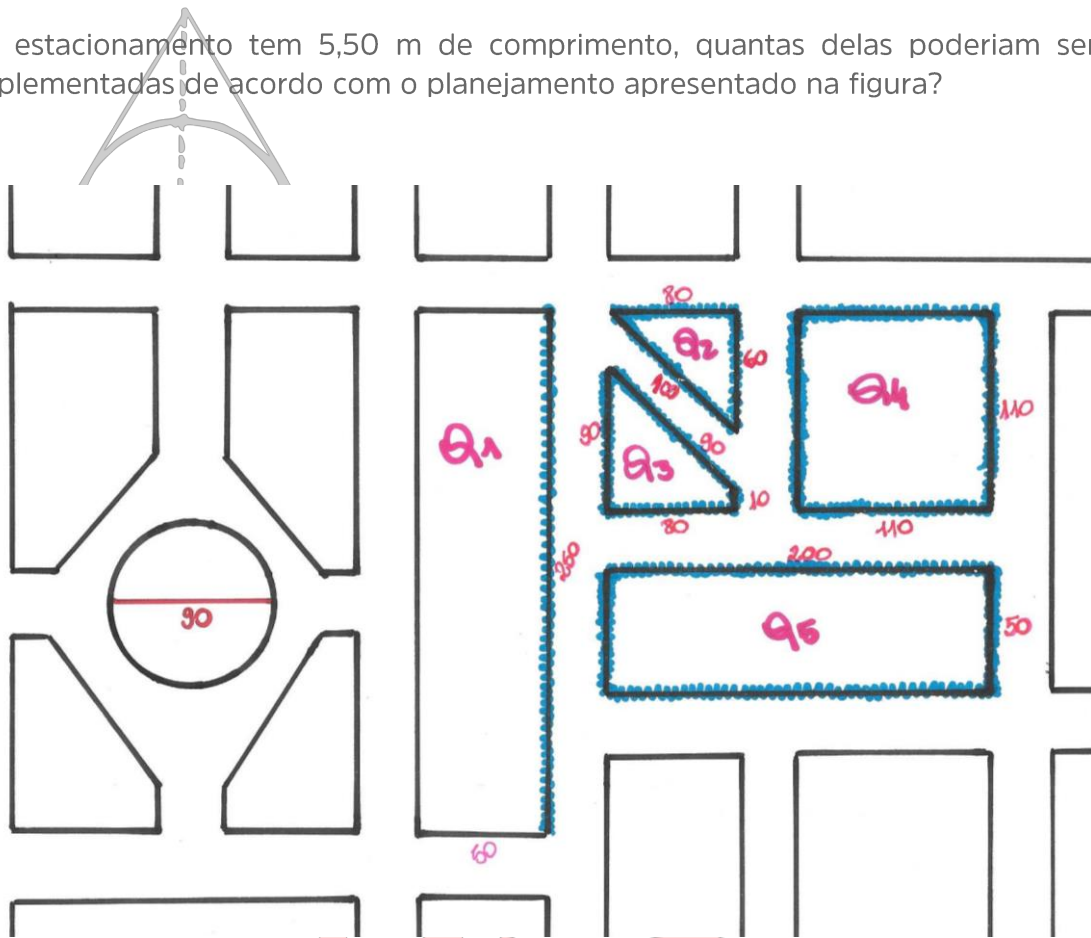 estacionamento tem 5,50 m de comprimento, quantas delas poderiam ser
plementadas de acordo com o planejamento apresentado na figura?
80
Q2
60
100
Q4
110
Q1
90
90
Q3
10
80
110
260
200
90
Q5
50
60